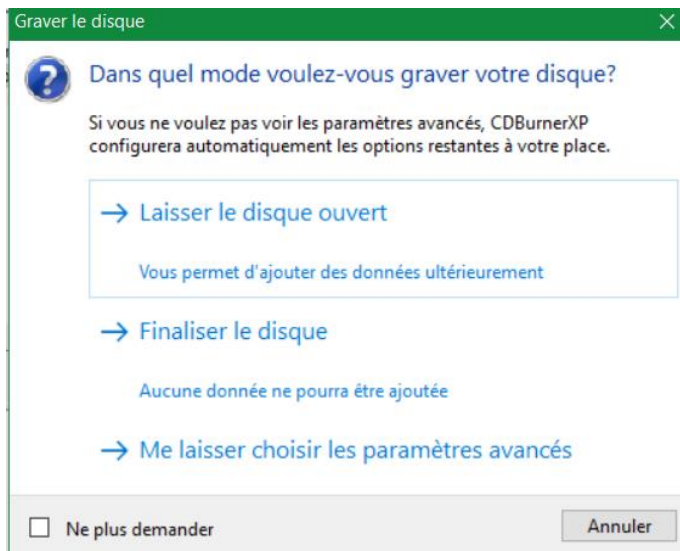 Graver le disque
Dans quel mode voulez-vous graver votre disque?
Si vous ne voulez pas voir les paramètres avancés, CDBurnerXP
configurera automatiquement les options restantes à votre place.
Laisser le disque ouvert
Vous permet d'ajouter des données ultérieurement
Finaliser le disque
Aucune donnée ne pourra être ajoutée
Me laisser choisir les paramètres avancés
Ne plus demander
Annuler